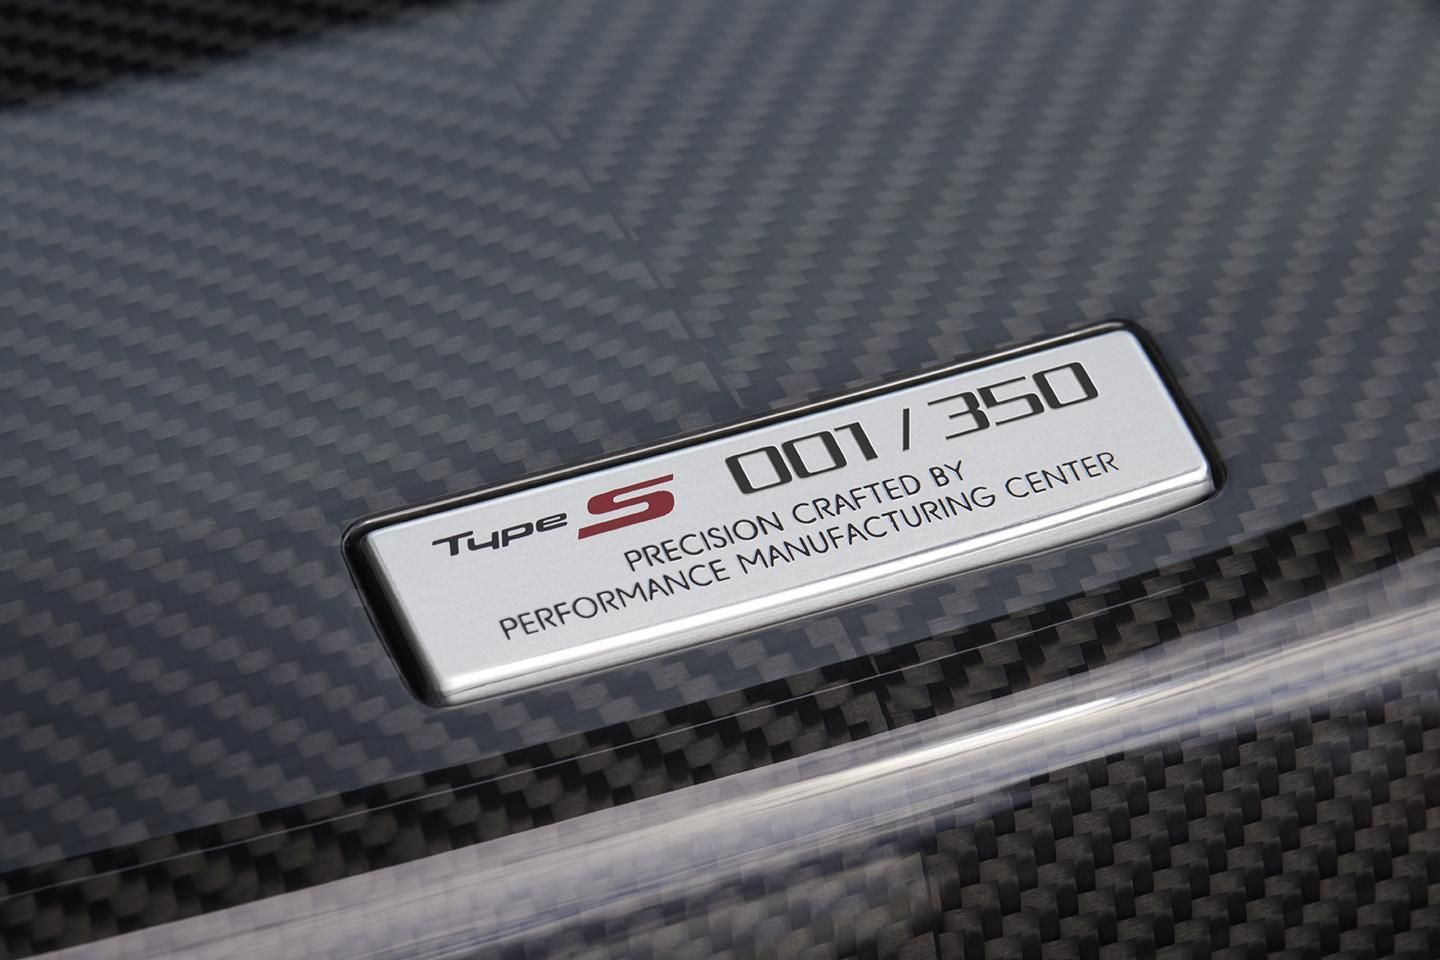 Type S 001 / 350
PRECISION CRAFTED BY
PERFORMANCE MANUFACTURING CENTER